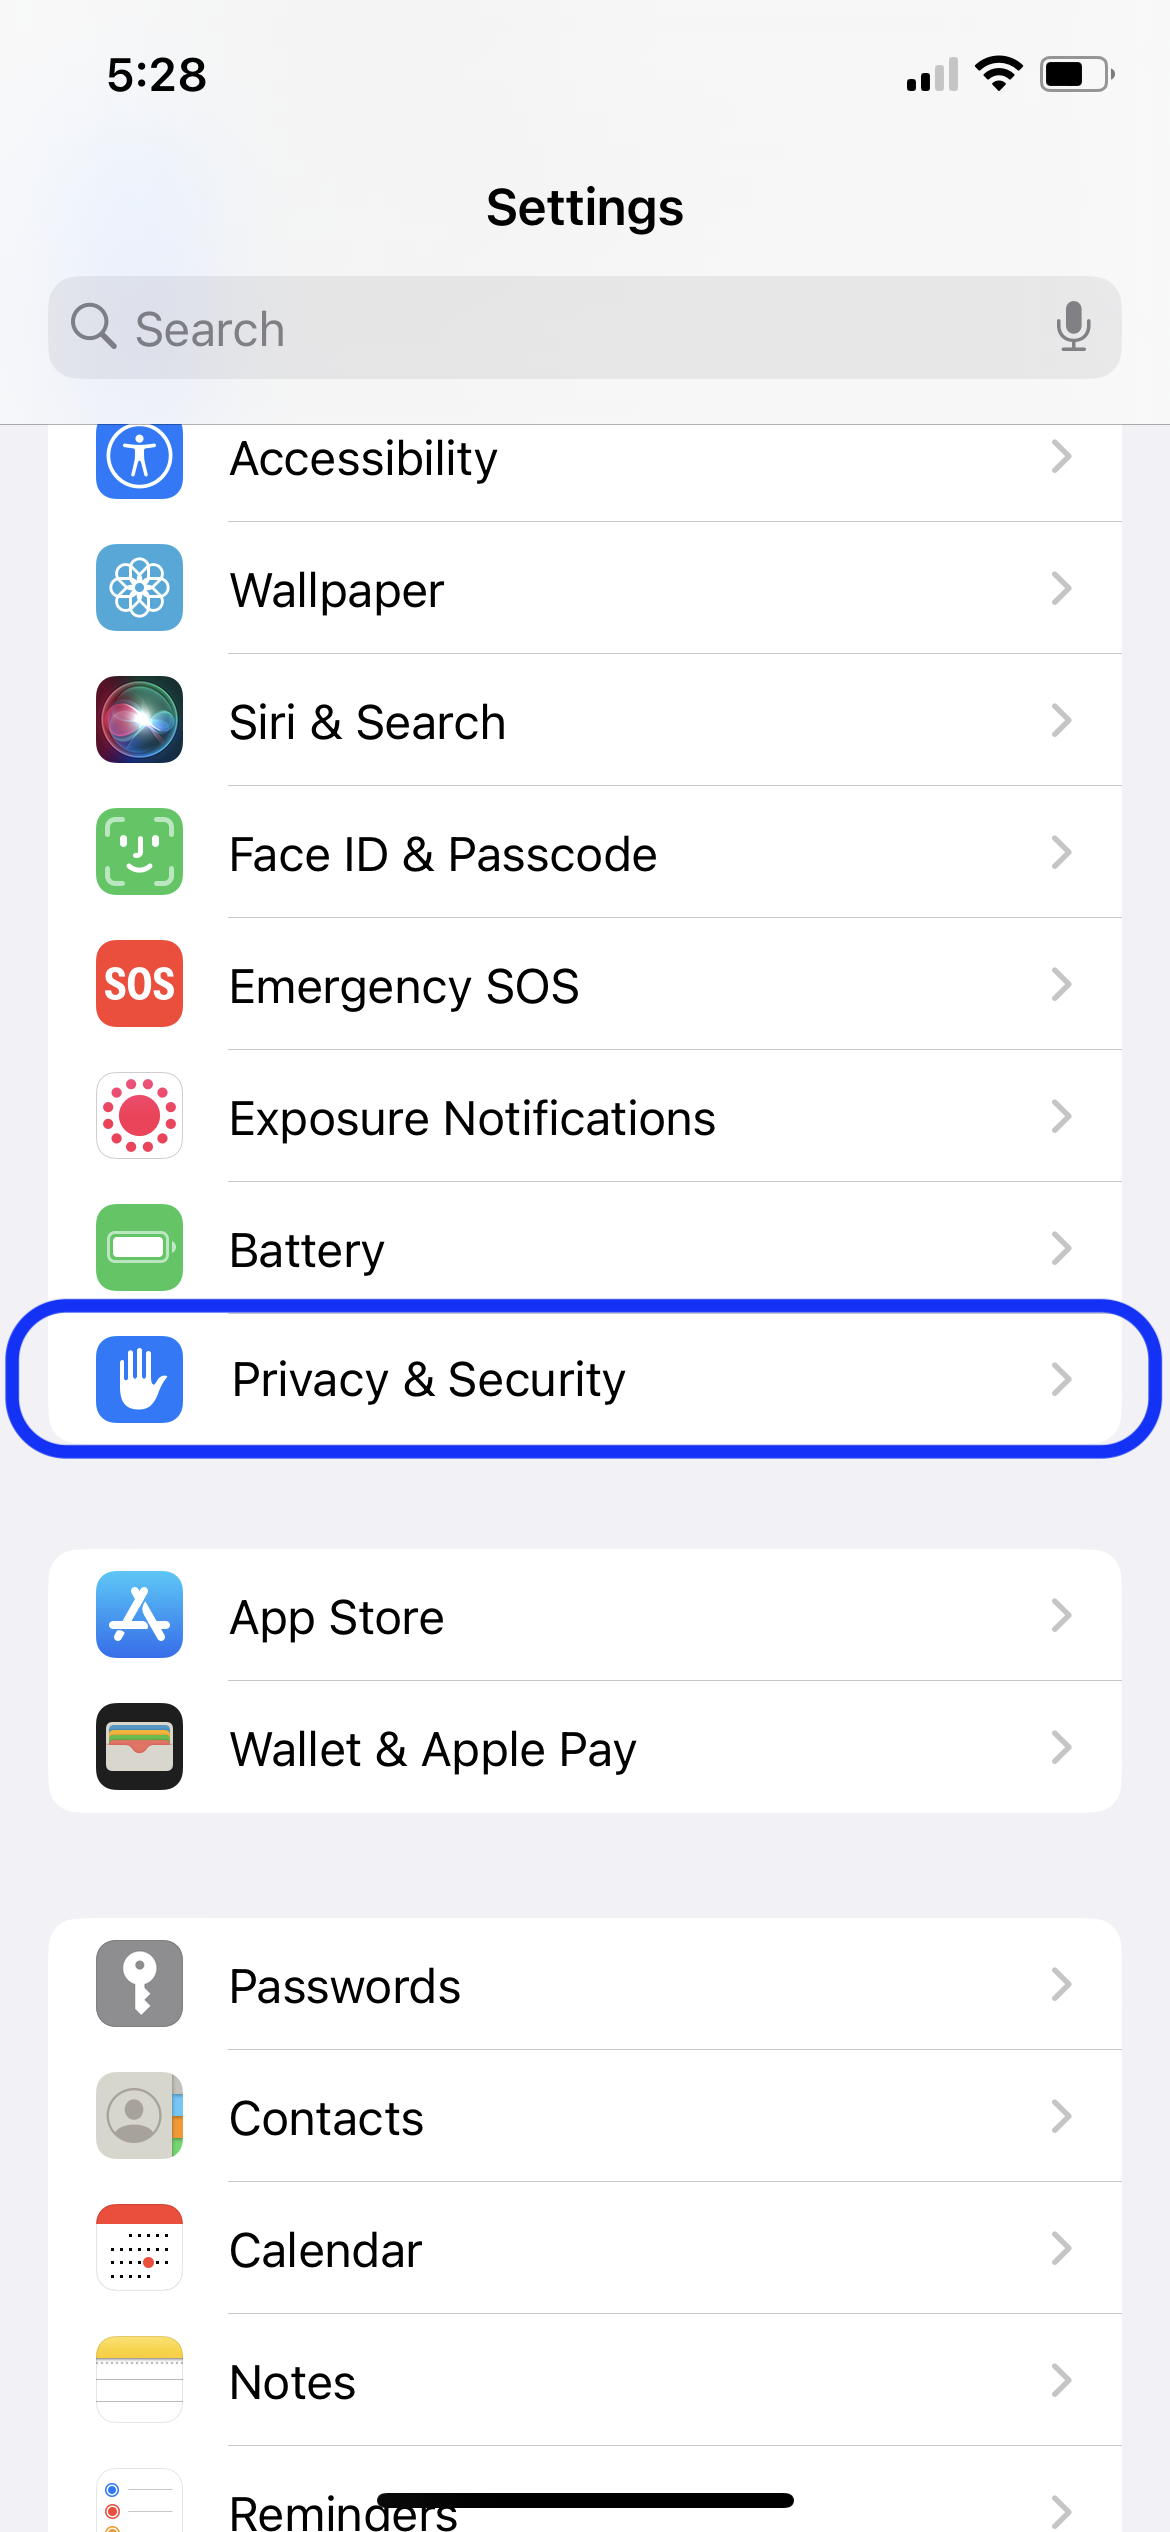 5:28
Settings
Search
Accessibility
Wallpaper
Siri & Search
Face ID & Passcode
SOS
Emergency SOS
Exposure Notifications
Battery
Privacy & Security
App Store
Wallet & Apple Pay
Passwords
Contacts
Calendar
Notes
Reminders